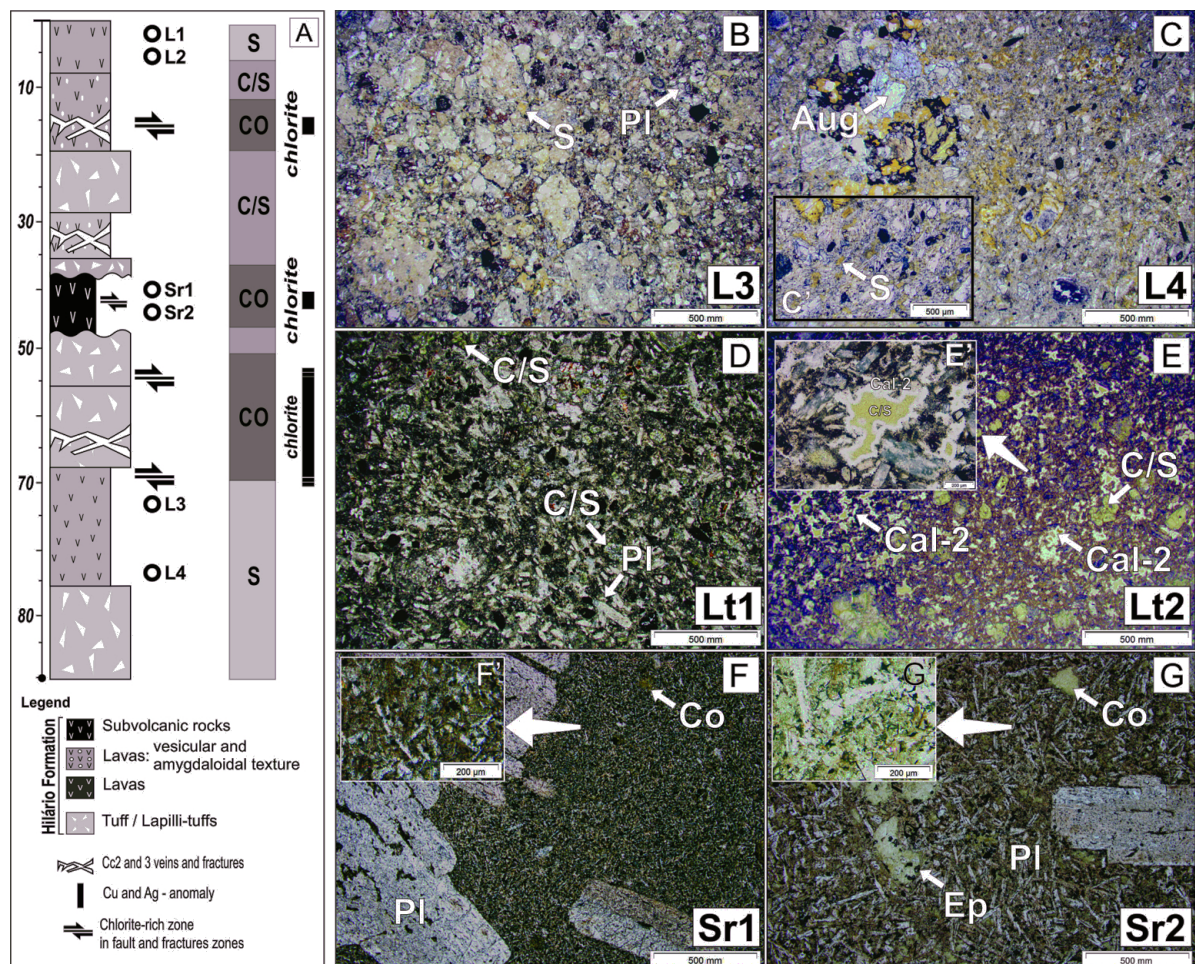 A
L1
L2
S
C/S
10
CO
chlorite
C/S
30
Sr1
Sr2
CO
chlorite
50
CO
chlorite
70
L3
L4
S
80
Legend
Hilário Formation
Subvolcanic rocks
Lavas: vesicular and
amygdaloidal texture
Lavas
Tuff / Lapilli-tuffs
Cc2 and 3 veins and fractures
Cu and Ag - anomaly
Chlorite-rich zone
in fault and fractures zones
B
Pl
S
L3
500 mm
C
Aug
C'
S
500 µm
L4
500 mm
D
C/S
C/S
Pl
Lt1
500 mm
E
E'
Cal-2
C/S
200 µm
C/S
Cal-2
Cal-2
Lt2
500 mm
F
F'
200 µm
Co
Pl
Sr1
500 mm
G
G'
200 µm
Co
Pl
Ep
Sr2
500 mm